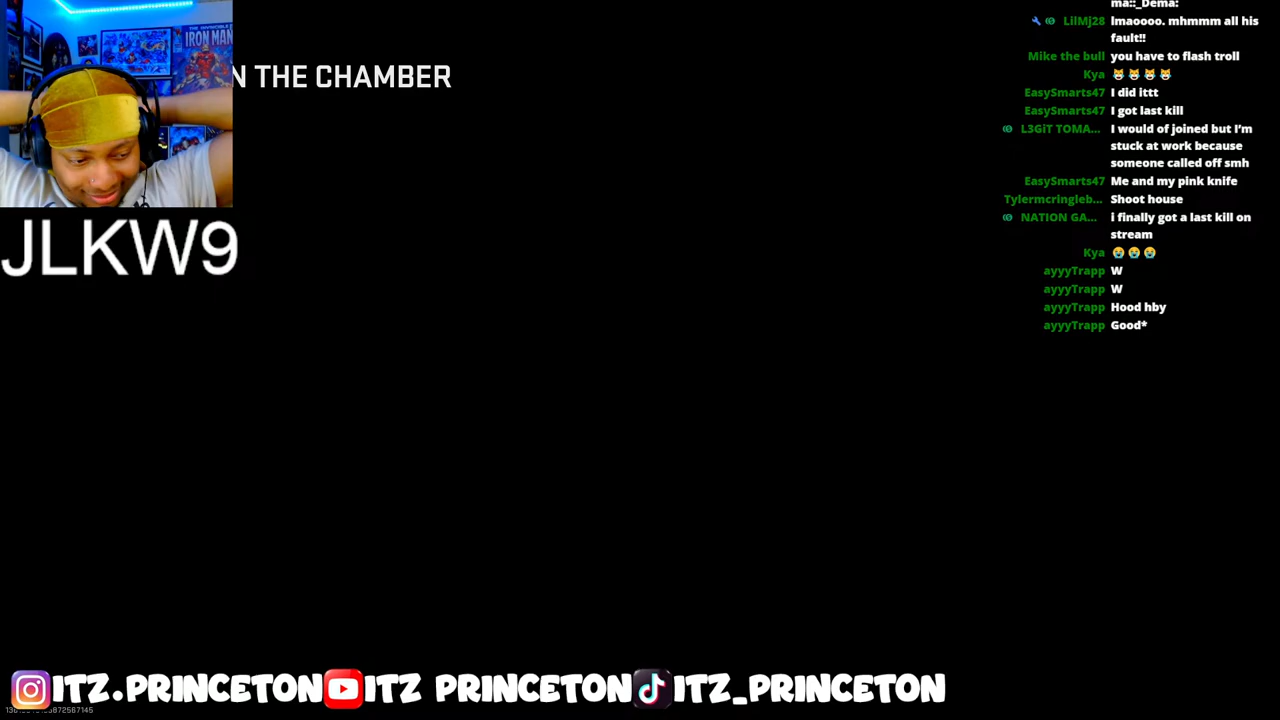 THE INVINCIBLE
IRON MAN
N THE CHAMBER
JLKW9
ma::_Dema:
LilMj28 lmaoooo. mhmmm all his
fault!!
Mike the bull you have to flash troll
Kya 😹😹😹😹
EasySmarts47 I did ittt
EasySmarts47 I got last kill
L3GiT TOMA... I would of joined but I'm
stuck at work because
someone called off smh
EasySmarts47 Me and my pink knife
Tylermcringleb... Shoot house
NATION GA... i finally got a last kill on
stream
Kya 😭😭😭
ayyyTrapp W
ayyyTrapp W
ayyyTrapp Hood hby
ayyyTrapp Good*
ITZ.PRINCETON ITZ PRINCETON ITZ_PRINCETON